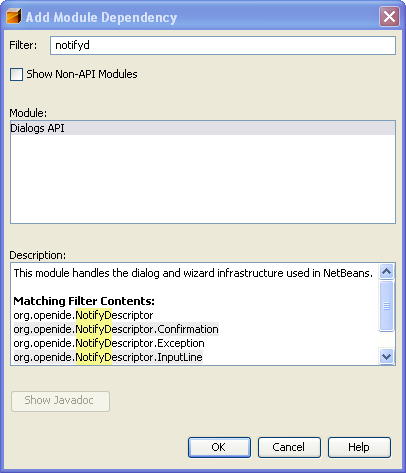 Add Module Dependency
Filter: notifyd
Show Non-API Modules
Module:
Dialogs API
Description:
This module handles the dialog and wizard infrastructure used in NetBeans.
Matching Filter Contents:
org.openide.NotifyDescriptor
org.openide.NotifyDescriptor.Confirmation
org.openide.NotifyDescriptor.Exception
org.openide.NotifyDescriptor.InputLine
Show Javadoc
OK Cancel Help